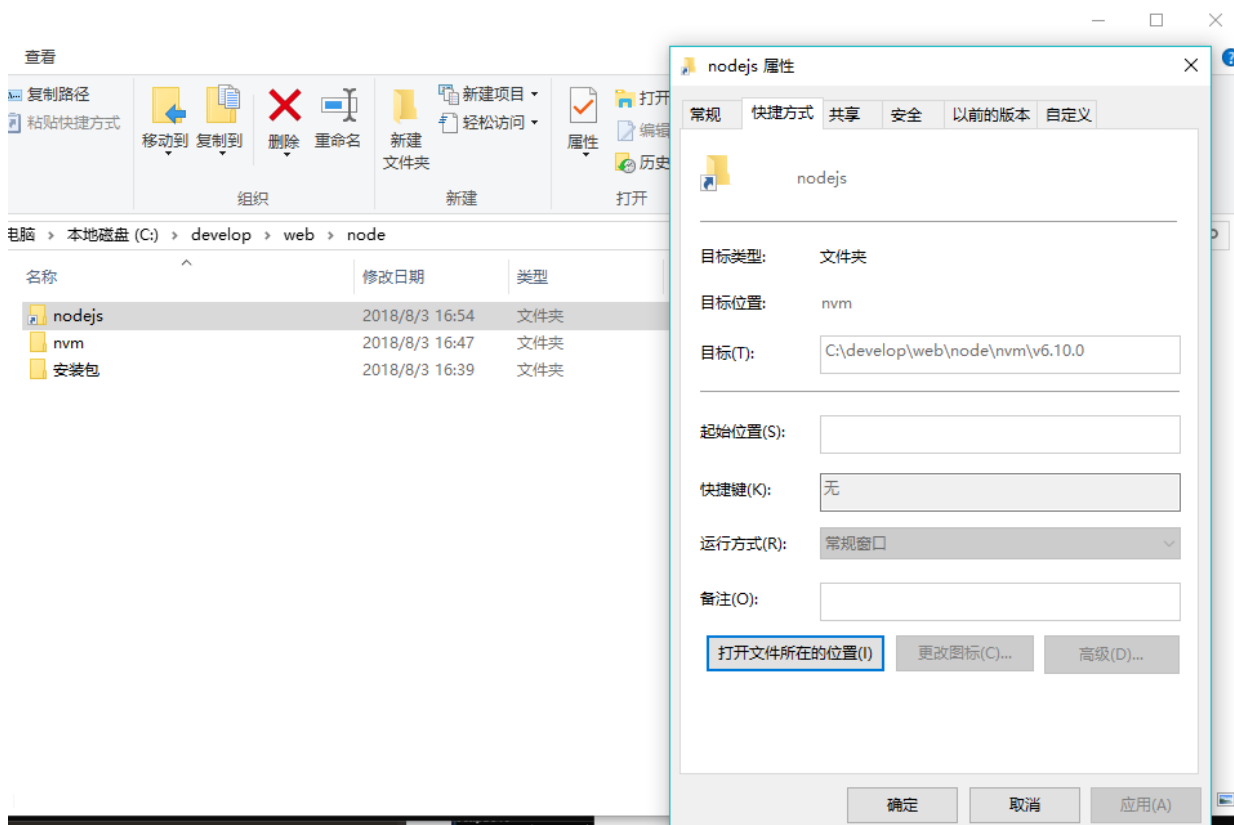 查看
复制路径
粘贴快捷方式
移动到
复制到
删除
重命名
新建
文件夹
新建项目
轻松访问
属性
打开
编辑
历史
组织
新建
打开
电脑 › 本地磁盘 (C:) › develop › web › node
名称 修改日期 类型
nodejs 2018/8/3 16:54 文件夹
nvm 2018/8/3 16:47 文件夹
安装包 2018/8/3 16:39 文件夹
nodejs 属性
常规 快捷方式 共享 安全 以前的版本 自定义
nodejs
目标类型: 文件夹
目标位置: nvm
目标(T): C:\develop\web\node\nvm\v6.10.0
起始位置(S):
快捷键(K): 无
运行方式(R): 常规窗口
备注(O):
打开文件所在的位置(I) 更改图标(C)... 高级(D)...
确定 取消 应用(A)